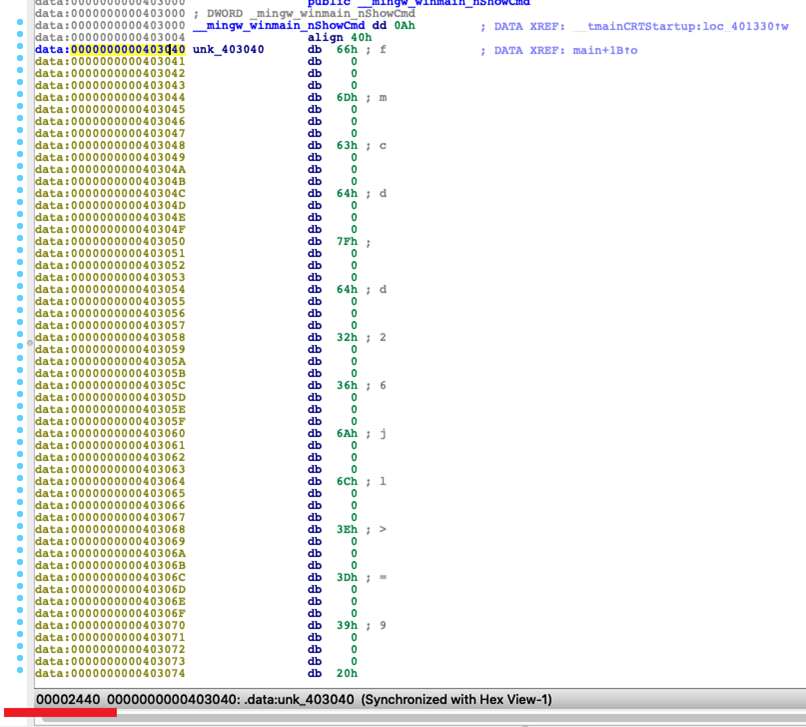 data:0000000000403000 public __mingw_winmain_nShowCmd
data:0000000000403000 ; DWORD _mingw_winmain_nShowCmd
data:0000000000403000 __mingw_winmain_nShowCmd dd 0Ah ; DATA XREF: __tmainCRTStartup:loc_401330↑w
data:0000000000403004 align 40h
data:0000000000403040 unk_403040 db 66h ; f ; DATA XREF: main+1B↑o
data:0000000000403041 db 0
data:0000000000403042 db 0
data:0000000000403043 db 0
data:0000000000403044 db 6Dh ; m
data:0000000000403045 db 0
data:0000000000403046 db 0
data:0000000000403047 db 0
data:0000000000403048 db 63h ; c
data:0000000000403049 db 0
data:000000000040304A db 0
data:000000000040304B db 0
data:000000000040304C db 64h ; d
data:000000000040304D db 0
data:000000000040304E db 0
data:000000000040304F db 0
data:0000000000403050 db 7Fh ;
data:0000000000403051 db 0
data:0000000000403052 db 0
data:0000000000403053 db 0
data:0000000000403054 db 64h ; d
data:0000000000403055 db 0
data:0000000000403056 db 0
data:0000000000403057 db 0
data:0000000000403058 db 32h ; 2
data:0000000000403059 db 0
data:000000000040305A db 0
data:000000000040305B db 0
data:000000000040305C db 36h ; 6
data:000000000040305D db 0
data:000000000040305E db 0
data:000000000040305F db 0
data:0000000000403060 db 6Ah ; j
data:0000000000403061 db 0
data:0000000000403062 db 0
data:0000000000403063 db 0
data:0000000000403064 db 6Ch ; l
data:0000000000403065 db 0
data:0000000000403066 db 0
data:0000000000403067 db 0
data:0000000000403068 db 3Eh ; >
data:0000000000403069 db 0
data:000000000040306A db 0
data:000000000040306B db 0
data:000000000040306C db 3Dh ; =
data:000000000040306D db 0
data:000000000040306E db 0
data:000000000040306F db 0
data:0000000000403070 db 39h ; 9
data:0000000000403071 db 0
data:0000000000403072 db 0
data:0000000000403073 db 0
data:0000000000403074 db 20h
00002440 0000000000403040: .data:unk_403040 (Synchronized with Hex View-1)